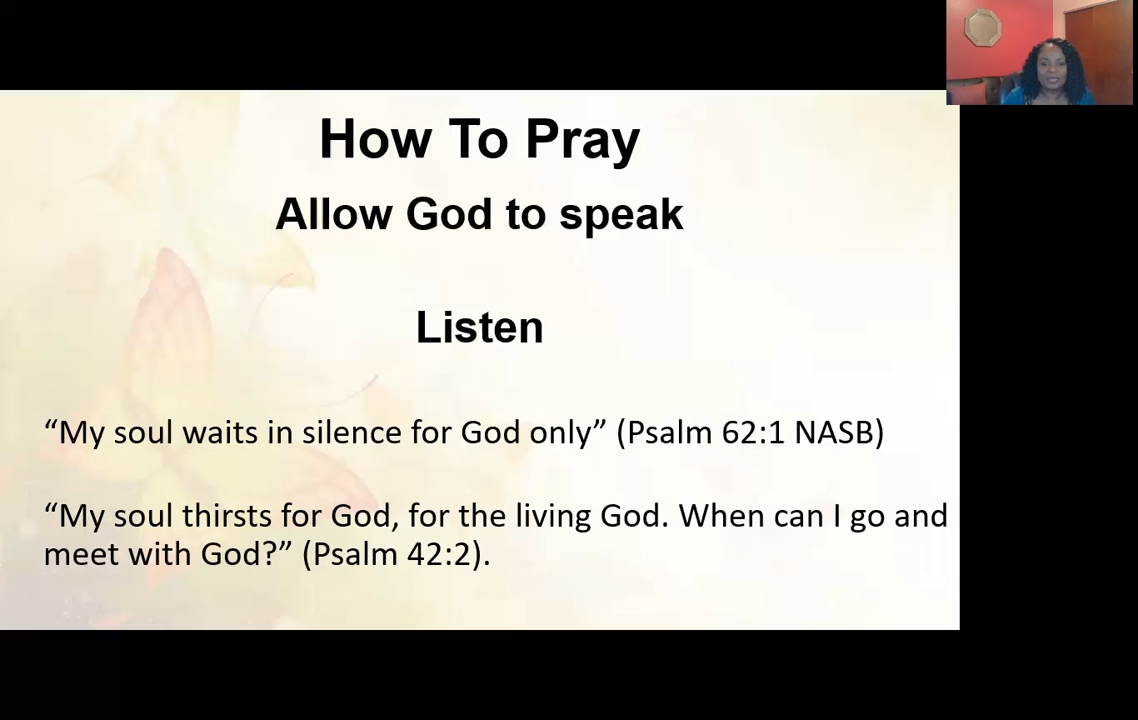 How To Pray
Allow God to speak
Listen
“My soul waits in silence for God only” (Psalm 62:1 NASB)
“My soul thirsts for God, for the living God. When can I go and
meet with God?” (Psalm 42:2).